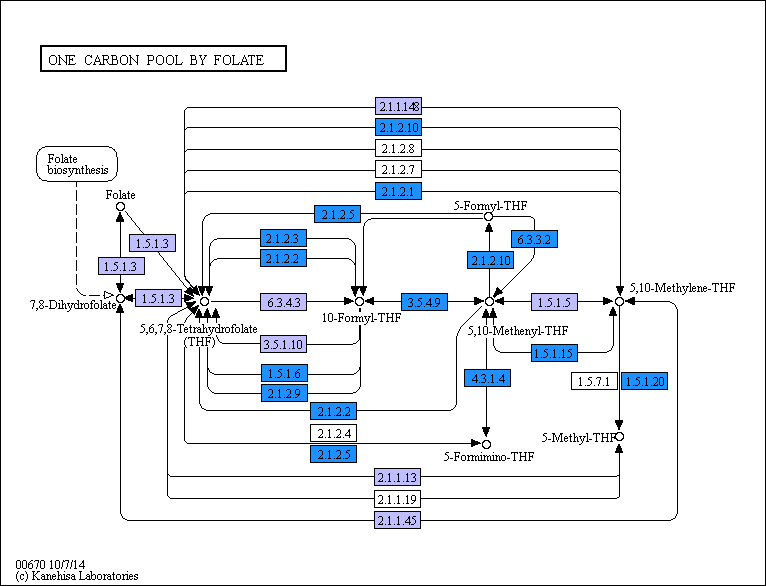 ONE CARBON POOL BY FOLATE
2.1.1.148
2.1.2.10
2.1.2.8
2.1.2.7
2.1.2.1
Folate
biosynthesis
Folate
5-Formyl-THF
2.1.2.5
1.5.1.3
2.1.2.3
6.3.3.2
2.1.2.2
2.1.2.10
1.5.1.3
7,8-Dihydrofolate
1.5.1.3
6.3.4.3
3.5.4.9
1.5.1.5
5,10-Methylene-THF
10-Formyl-THF
5,6,7,8-Tetrahydrofolate
(THF)
5,10-Methenyl-THF
3.5.1.10
1.5.1.15
1.5.1.6
4.3.1.4
1.5.7.1
1.5.1.20
2.1.2.9
2.1.2.2
2.1.2.4
2.1.2.5
5-Methyl-THF
5-Formimino-THF
2.1.1.13
2.1.1.19
2.1.1.45
00670 10/7/14
(c) Kanehisa Laboratories